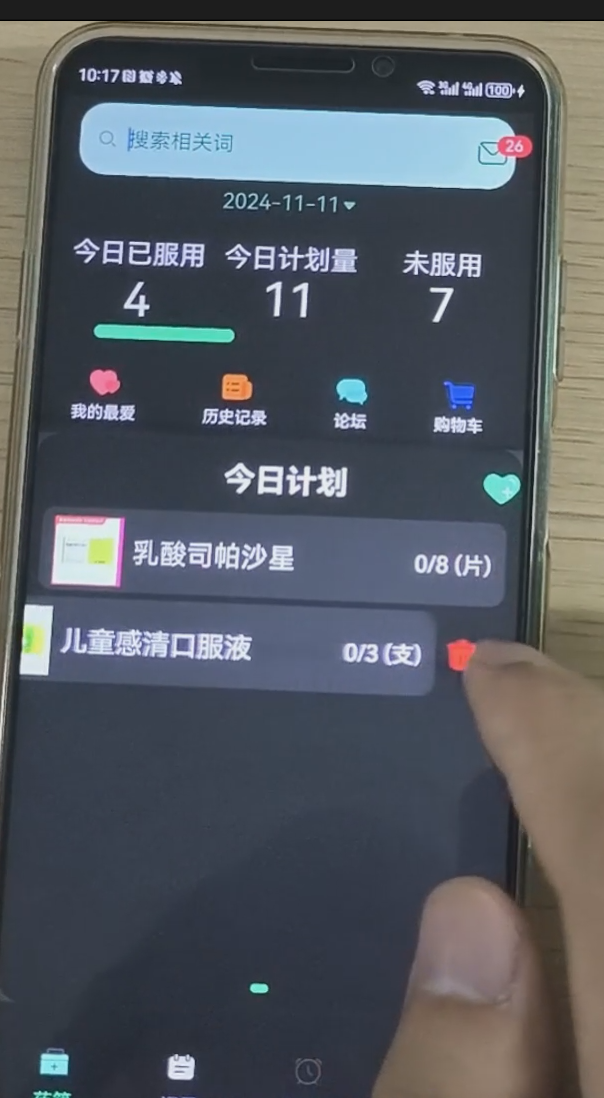 10:17
100
搜索相关词
26
2024-11-11
今日已服用 今日计划量 未服用
4 11 7
我的最爱 历史记录 论坛 购物车
今日计划
乳酸司帕沙星 0/8 (片)
儿童感清口服液 0/3 (支)